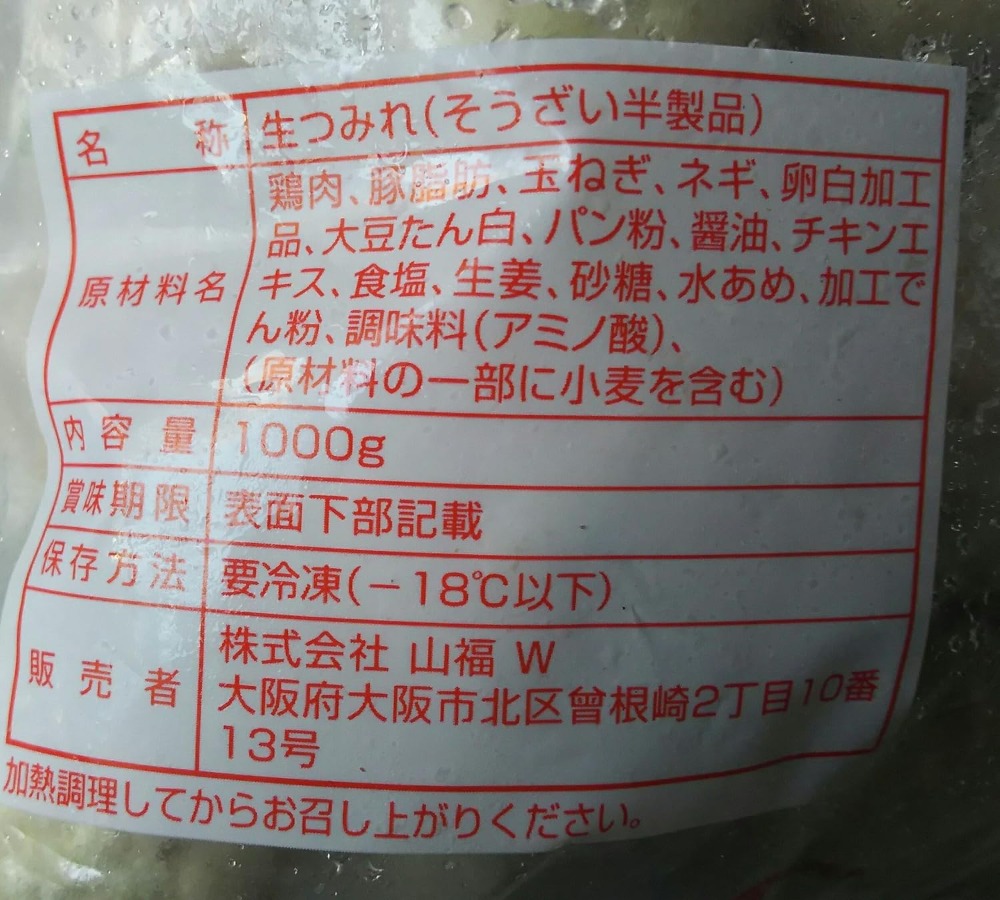 名称 生つみれ(そうざい半製品)
原材料名 鶏肉、豚脂肪、玉ねぎ、ネギ、卵白加工
品、大豆たん白、パン粉、醤油、チキンエ
キス、食塩、生姜、砂糖、水あめ、加工で
ん粉、調味料(アミノ酸)、
(原材料の一部に小麦を含む)
内容量 1000g
賞味期限 表面下部記載
保存方法 要冷凍(-18℃以下)
販売者 株式会社 山福 W
大阪府大阪市北区曾根崎2丁目10番
13号
加熱調理してからお召し上がりください。